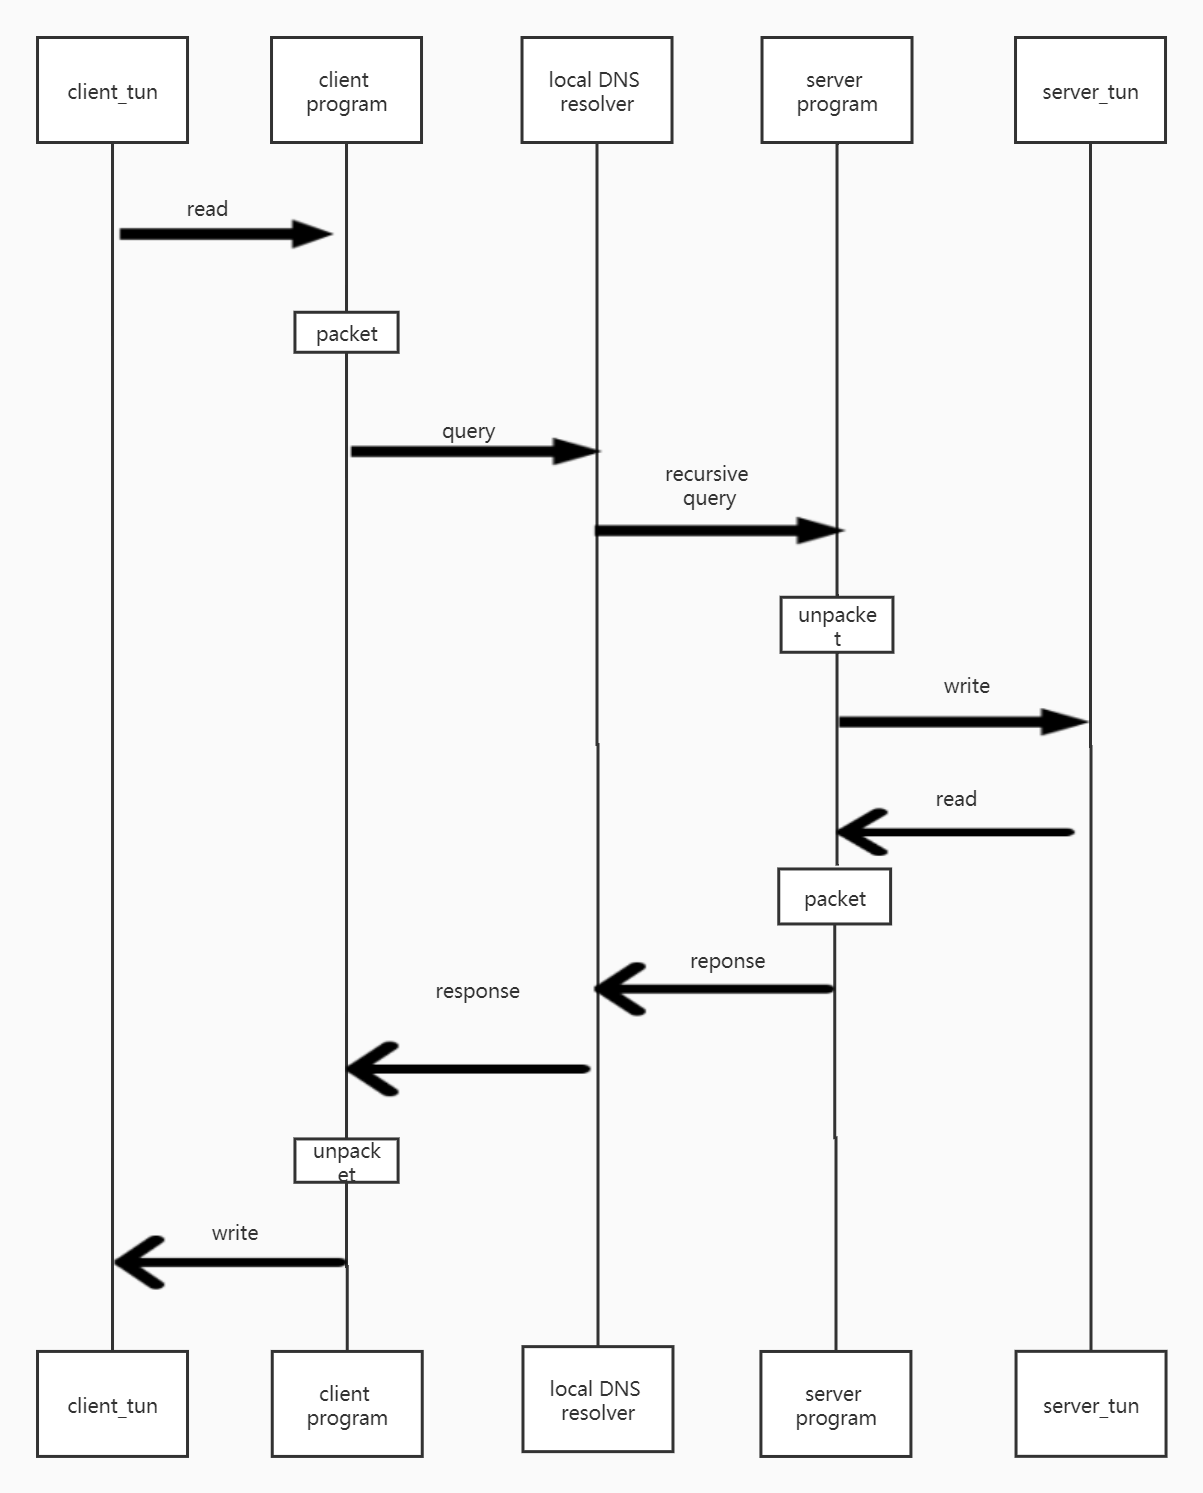 client_tun
client
program
local DNS
resolver
server
program
server_tun
read
packet
query
recursive
query
unpacke
t
write
read
packet
reponse
response
unpack
et
write
client_tun
client
program
local DNS
resolver
server
program
server_tun